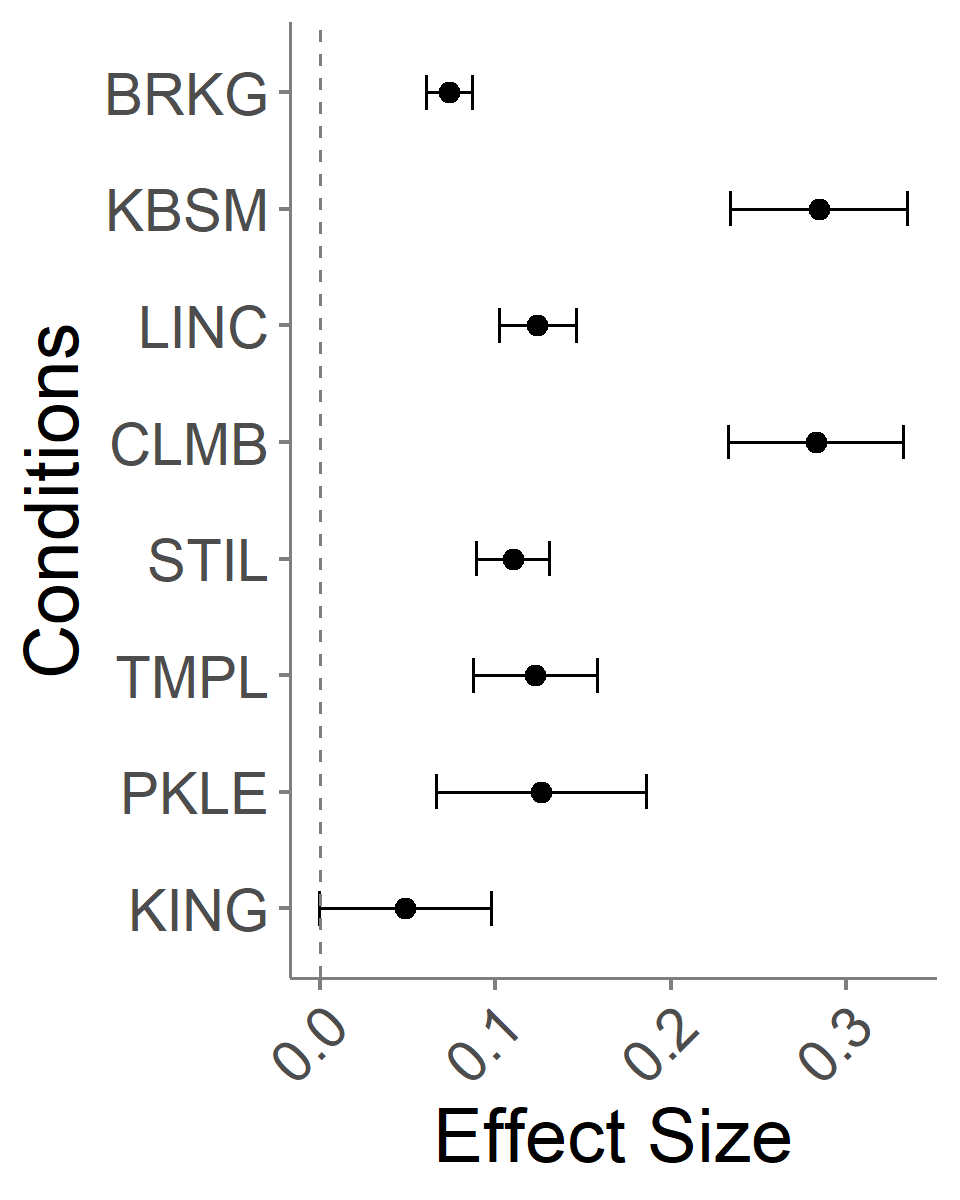 BRKG
KBSM
LINC
CLMB
STIL
TMPL
PKLE
KING
Conditions
0.0 0.1 0.2 0.3
Effect Size